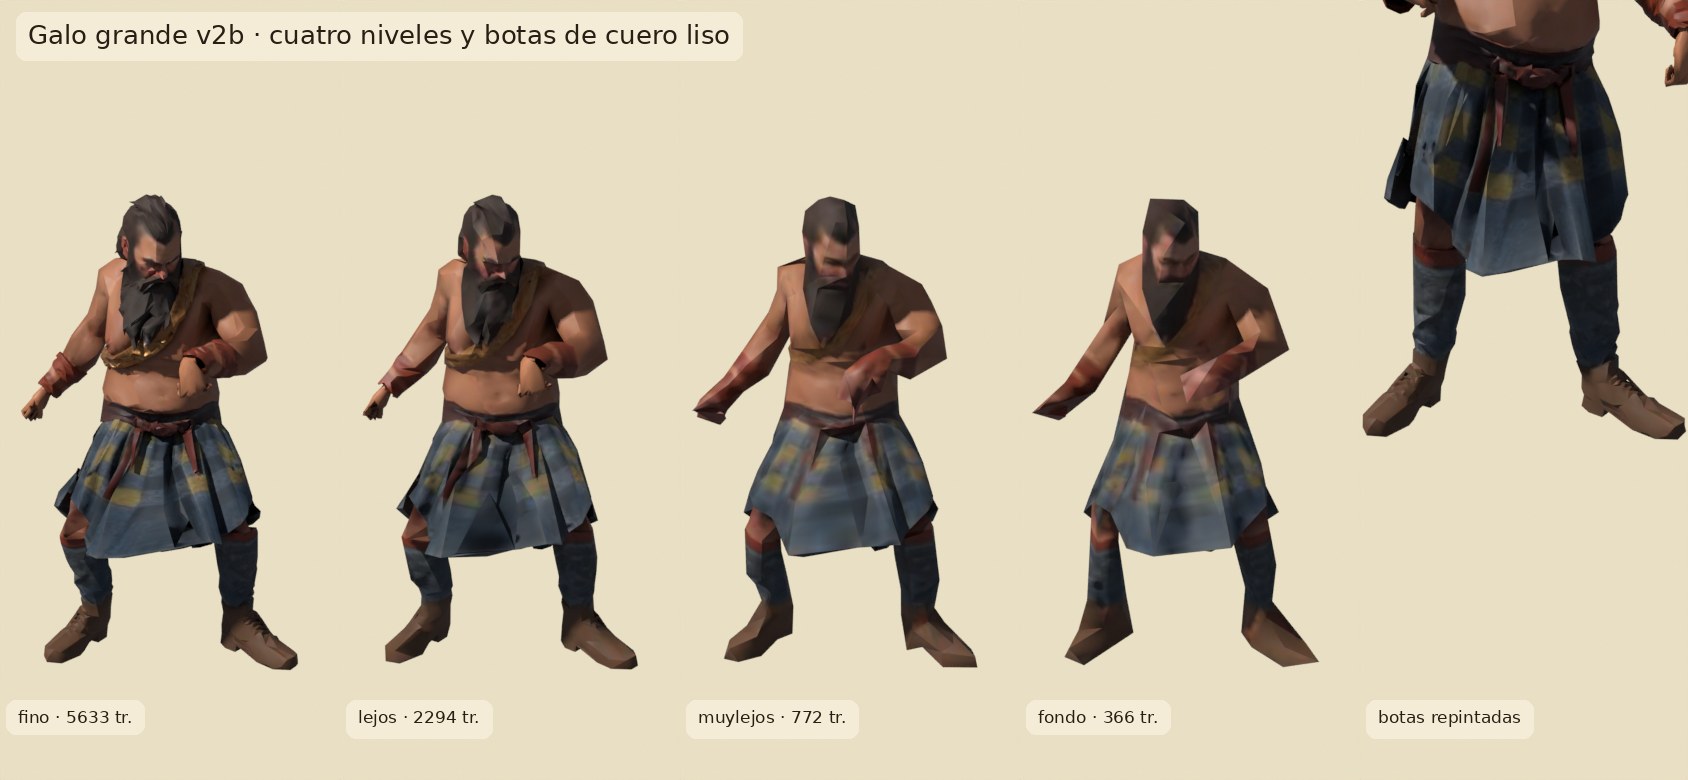 Galo grande v2b · cuatro niveles y botas de cuero liso
fino · 5633 tr.
lejos · 2294 tr.
muylejos · 772 tr.
fondo · 366 tr.
botas repintadas